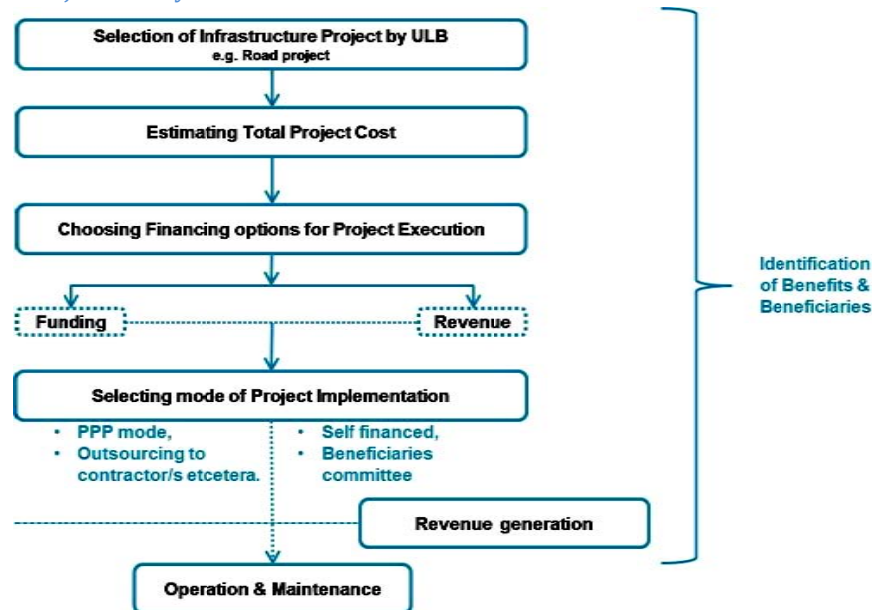 Selection of Infrastructure Project by ULB
e.g. Road project
Estimating Total Project Cost
Choosing Financing options for Project Execution
Funding
Revenue
Selecting mode of Project Implementation
• PPP mode,
• Outsourcing to
contractor/s etcetera.
• Self financed,
• Beneficiaries
committee
Revenue generation
Operation & Maintenance
Identification
of Benefits &
Beneficiaries